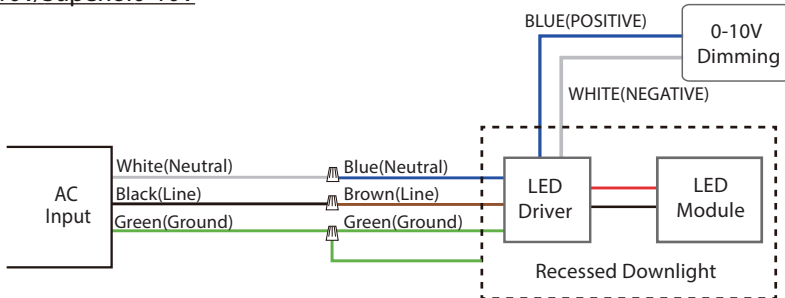 BLUE(POSITIVE)
0-10V
Dimming
WHITE(NEGATIVE)
White(Neutral)
Blue(Neutral)
AC
Input
Black(Line)
Brown(Line)
Green(Ground)
Green(Ground)
LED
Driver
LED
Module
Recessed Downlight